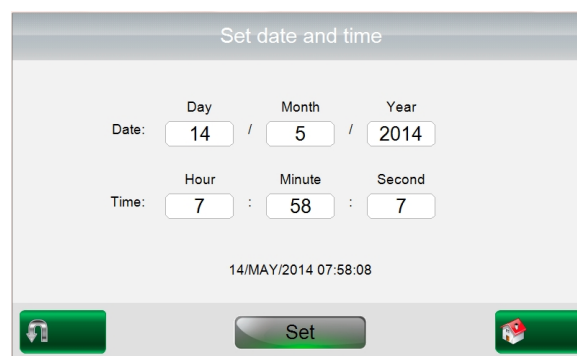 Set date and time
Day Month Year
Date: 14 / 5 / 2014
Hour Minute Second
Time: 7 : 58 : 7
14/MAY/2014 07:58:08
Set